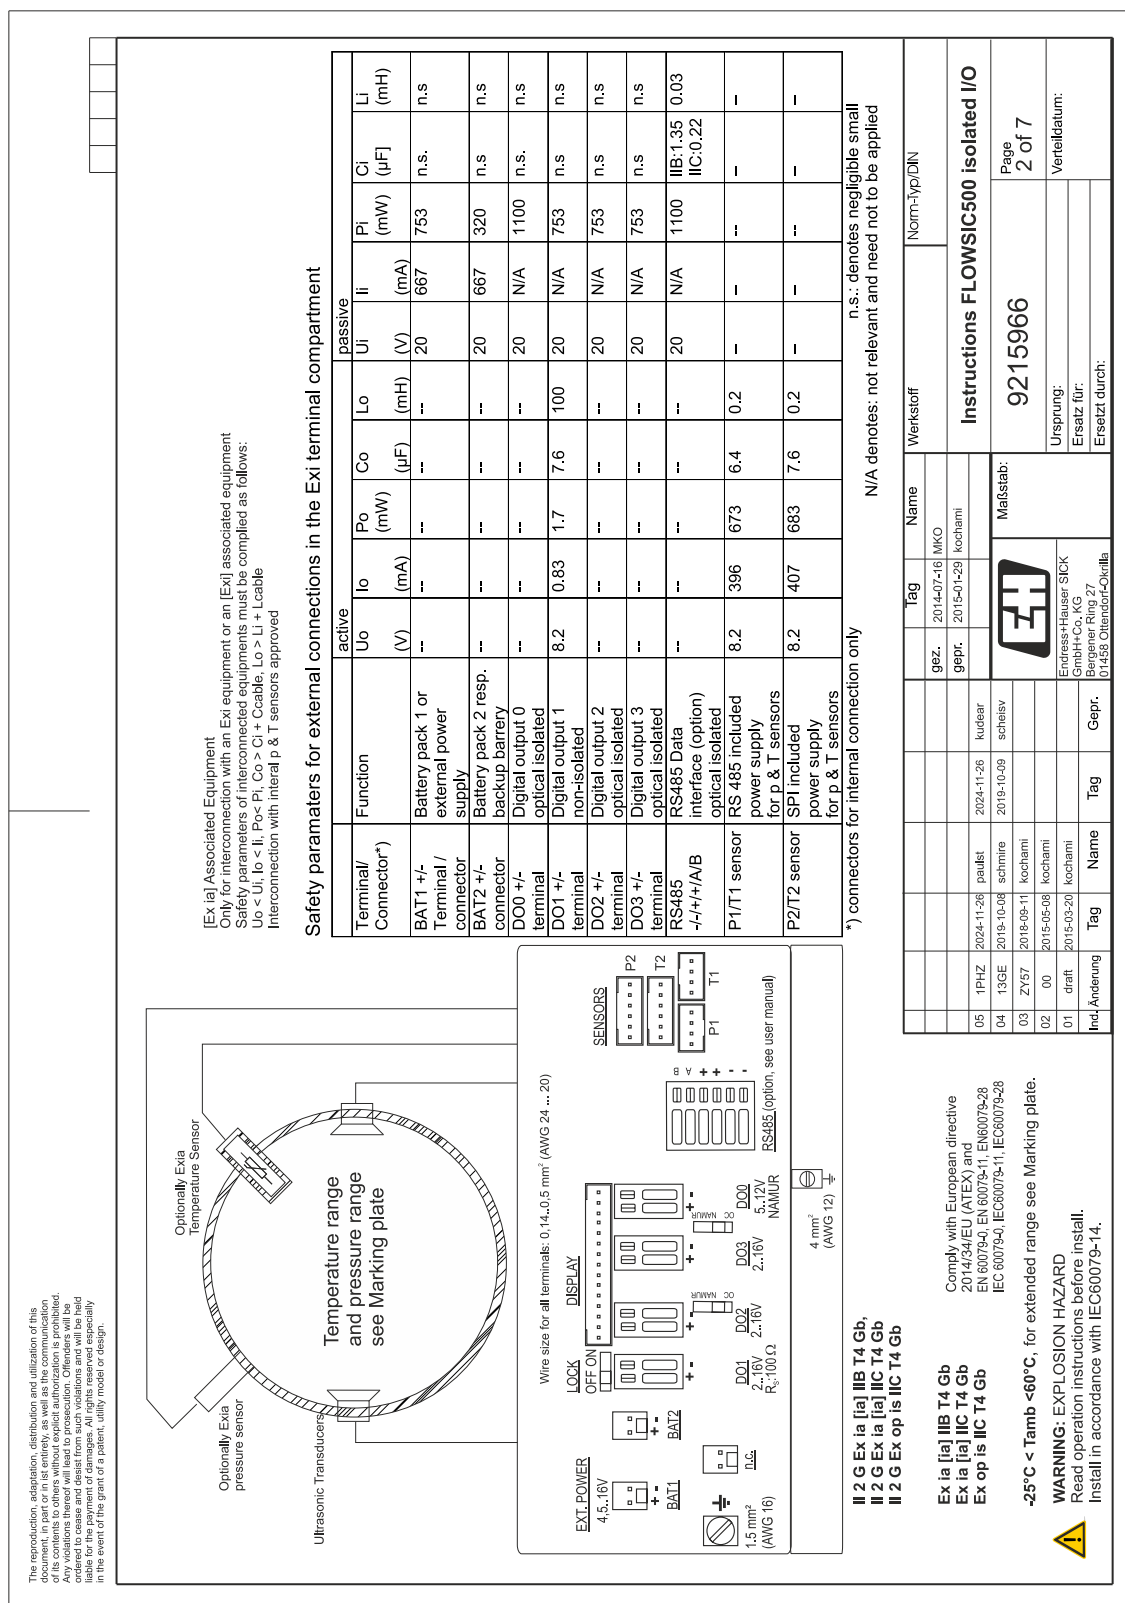 The reproduction, adaptation, distribution and utilization of this
document, in part or in ist entirety, as well as the communication
of its contents to others without explicit authorization is prohibited.
Any violations thereof will lead to prosecution. Offenders will be
ordered to cease and desist from such violations and will be held
liable for the payment of damages. All rights reserved especially
in the event of the grant of a patent, utility model or design.
Optionally Exia
Temperature Sensor
Optionally Exia
pressure sensor
Temperature range
and pressure range
see Marking plate
Ultrasonic Transducers
[Ex ia] Associated Equipment
Only for interconnection with an Exi equipment or an [Exi] associated equipment
Safety parameters of interconnected equipments must be complied as follows:
Uo < Ui, Io < Ii, Po< Pi, Co > Ci + Ccable, Lo > Li + Lcable
Interconnection with interal p & T sensors approved
Safety paramaters for external connections in the Exi terminal compartment
active passive
Terminal/ Function Uo Io Po Co Lo Ui Ii Pi Ci Li
Connector*) (V) (mA) (mW) (µF) (mH) (V) (mA) (mW) [µF] (mH)
BAT1 +/- Battery pack 1 or -- -- -- -- -- 20 667 753 n.s. n.s
Terminal / external power
connector supply
BAT2 +/- Battery pack 2 resp. -- -- -- -- -- 20 667 320 n.s n.s
connector backup barrery
DO0 +/- Digital output 0 -- -- -- -- -- 20 N/A 1100 n.s. n.s
terminal optical isolated
DO1 +/- Digital output 1 8.2 0.83 1.7 7.6 100 20 N/A 753 n.s n.s
terminal non-isolated
DO2 +/- Digital output 2 -- -- -- -- -- 20 N/A 753 n.s n.s
terminal optical isolated
DO3 +/- Digital output 3 -- -- -- -- -- 20 N/A 753 n.s n.s
terminal optical isolated
RS485 RS485 Data -- -- -- -- -- 20 N/A 1100 IIB:1.35 0.03
-/-/+/+/A/B interface (option) IIC:0.22
optical isolated
P1/T1 sensor RS 485 included 8.2 396 673 6.4 0.2 – – -- – –
power supply
for p & T sensors
P2/T2 sensor SPI included 8.2 407 683 7.6 0.2 – – -- – –
power supply
for p & T sensors
*) connectors for internal connection only n.s.: denotes negligible small
N/A denotes: not relevant and need not to be applied
Wire size for all terminals: 0,14..0,5 mm² (AWG 24 ... 20)
EXT. POWER
4,5..16V
LOCK
OFF ON
DISPLAY
SENSORS
P2
T2
P1 T1
+ -
BAT1
+ -
BAT2
n.c.
1.5 mm²
(AWG 16)
+ -
DO1
2..16V
Rs:100 Ω
+ -
OC NAMUR
DO2
2..16V
+ -
DO3
2..16V
OC NAMUR
+ -
DO0
5..12V
NAMUR
B A + + - -
RS485 (option, see user manual)
4 mm²
(AWG 12)
II 2 G Ex ia [ia] IIB T4 Gb,
II 2 G Ex ia [ia] IIC T4 Gb
II 2 G Ex op is IIC T4 Gb
Ex ia [ia] IIB T4 Gb
Ex ia [ia] IIC T4 Gb
Ex op is IIC T4 Gb
Comply with European directive
2014/34/EU (ATEX) and
EN 60079-0, EN 60079-11, EN60079-28
IEC 60079-0, IEC60079-11, IEC60079-28
-25°C < Tamb <60°C, for extended range see Marking plate.
WARNING: EXPLOSION HAZARD
Read operation instructions before install.
Install in accordance with IEC60079-14.
05 1PHZ 2024-11-26 paulst 2024-11-26 kudear
04 13GE 2019-10-08 schmire 2019-10-09 scheisv
03 ZY57 2018-09-11 kochami
02 00 2015-05-08 kochami
01 draft 2015-03-20 kochami
Ind. Änderung Tag Name Tag Gepr.
Tag Name
gez. 2014-07-16 MKO
gepr. 2015-01-29 kochami
Werkstoff
Norm-Typ/DIN
Instructions FLOWSIC500 isolated I/O
EH
Endress+Hauser SICK
GmbH+Co. KG
Bergener Ring 27
01458 Ottendorf-Okrilla
Maßstab:
9215966
Page
2 of 7
Ursprung:
Ersatz für:
Ersetzt durch:
Verteildatum: